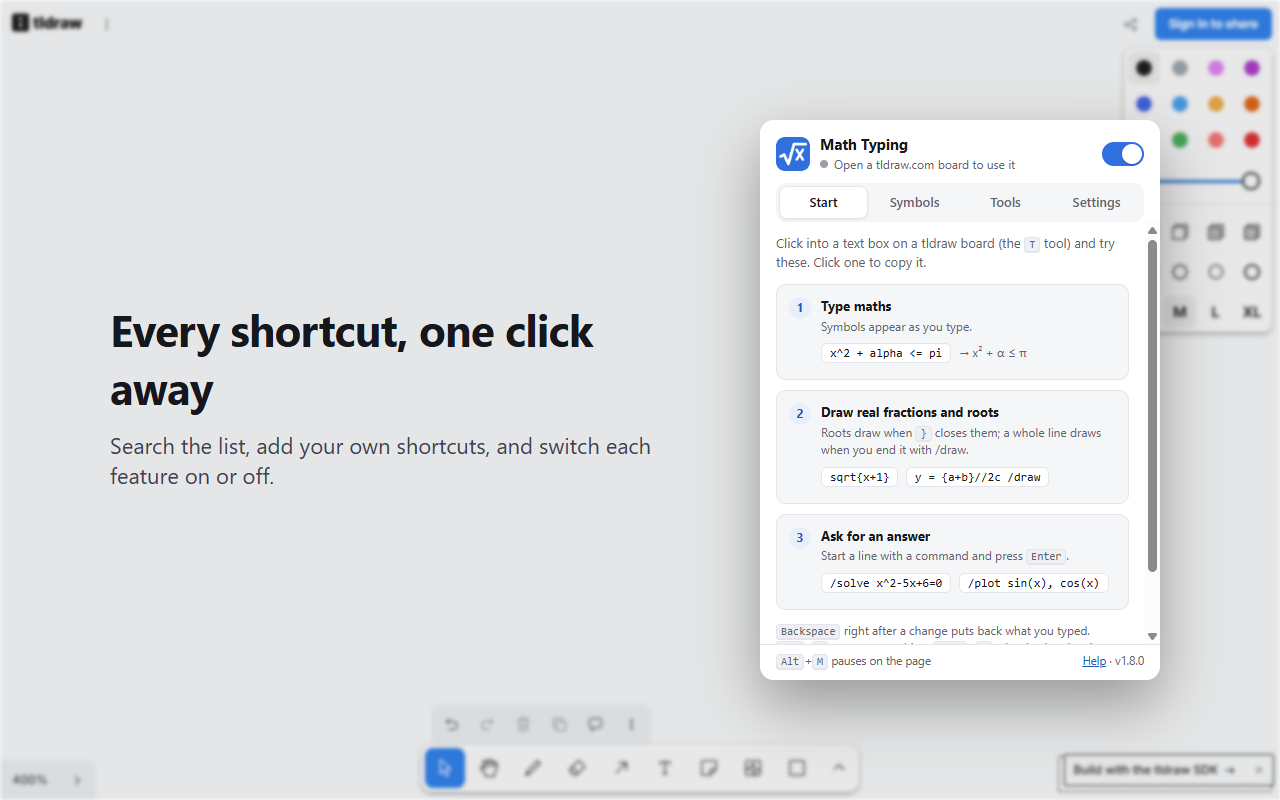 tldraw
Sign in to share
Math Typing
Open a tldraw.com board to use it
Start Symbols Tools Settings
Click into a text box on a tldraw board (the T tool) and try
these. Click one to copy it.
1 Type maths
Symbols appear as you type.
x^2 + alpha <= pi → x² + α ≤ π
2 Draw real fractions and roots
Roots draw when } closes them; a whole line draws
when you end it with /draw.
sqrt{x+1} y = {a+b}//2c /draw
3 Ask for an answer
Start a line with a command and press Enter.
/solve x^2-5x+6=0 /plot sin(x), cos(x)
Backspace right after a change puts back what you typed.
Alt + M pauses on the page Help · v1.8.0
Every shortcut, one click
away
Search the list, add your own shortcuts, and switch each
feature on or off.
M L XL
400%
Build with the tldraw SDK →